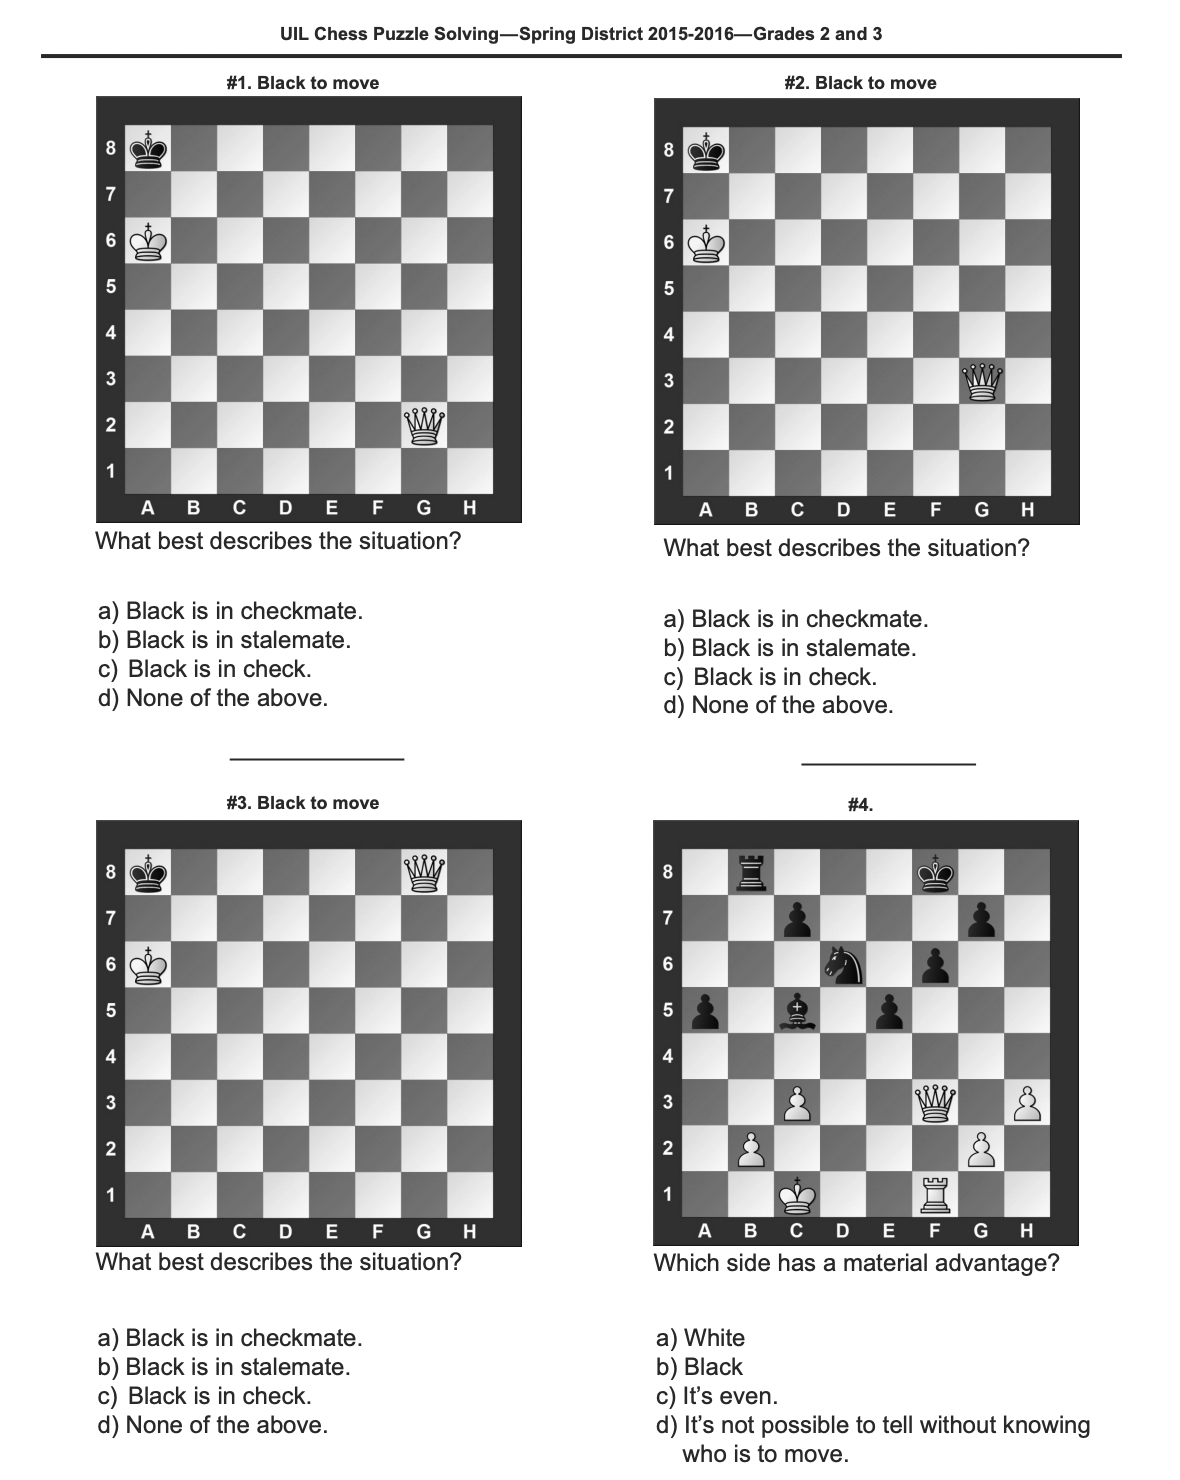 UIL Chess Puzzle Solving—Spring District 2015-2016—Grades 2 and 3
#1. Black to move
8
7
6
5
4
3
2
1
A B C D E F G H
What best describes the situation?
a) Black is in checkmate.
b) Black is in stalemate.
c) Black is in check.
d) None of the above.
#2. Black to move
8
7
6
5
4
3
2
1
A B C D E F G H
What best describes the situation?
a) Black is in checkmate.
b) Black is in stalemate.
c) Black is in check.
d) None of the above.
#3. Black to move
8
7
6
5
4
3
2
1
A B C D E F G H
What best describes the situation?
a) Black is in checkmate.
b) Black is in stalemate.
c) Black is in check.
d) None of the above.
#4.
8
7
6
5
4
3
2
1
A B C D E F G H
Which side has a material advantage?
a) White
b) Black
c) It’s even.
d) It’s not possible to tell without knowing
who is to move.